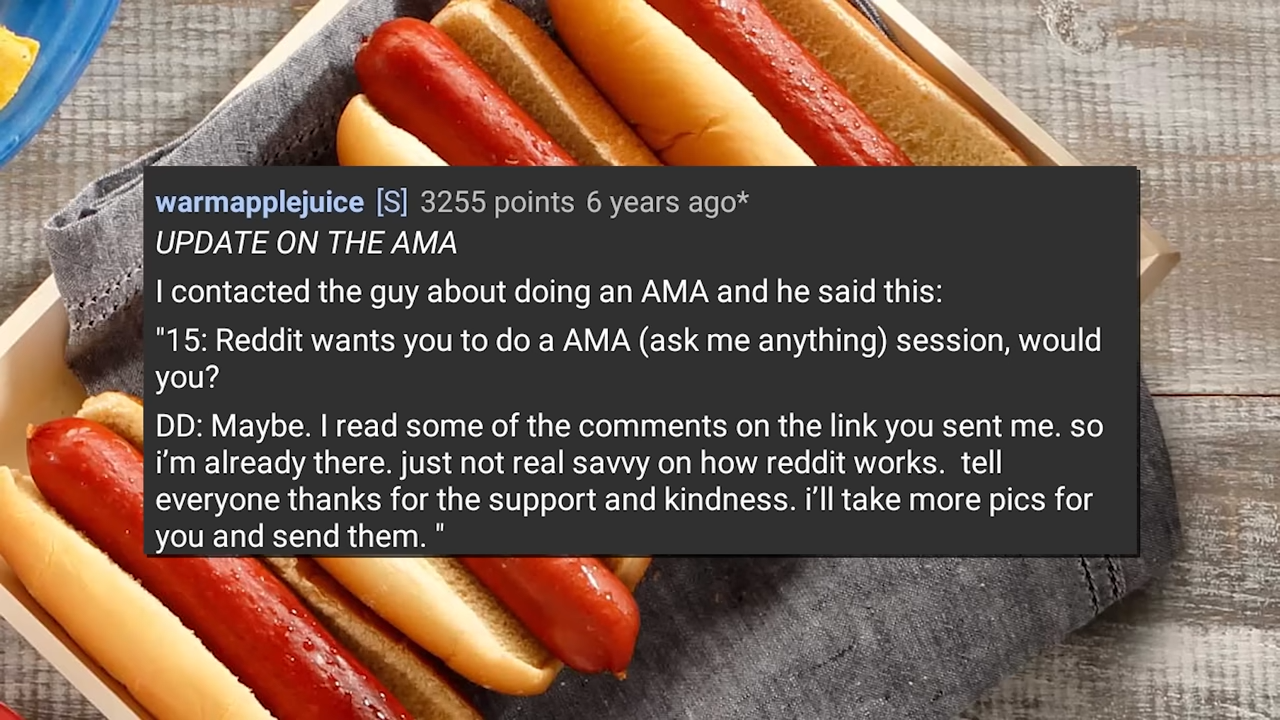 warmapplejuice [S] 3255 points 6 years ago*
UPDATE ON THE AMA
I contacted the guy about doing an AMA and he said this:
"15: Reddit wants you to do a AMA (ask me anything) session, would
you?
DD: Maybe. I read some of the comments on the link you sent me. so
i’m already there. just not real savvy on how reddit works.  tell
everyone thanks for the support and kindness. i’ll take more pics for
you and send them. "